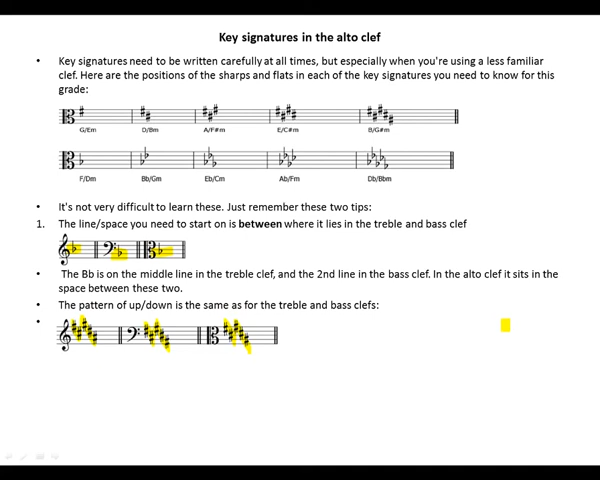 Key signatures in the alto clef
• Key signatures need to be written carefully at all times, but especially when you're using a less familiar
clef. Here are the positions of the sharps and flats in each of the key signatures you need to know for this
grade:
G/Em D/Bm A/F#m E/C#m B/G#m
F/Dm Bb/Gm Eb/Cm Ab/Fm Db/Bbm
• It's not very difficult to learn these. Just remember these two tips:
1. The line/space you need to start on is between where it lies in the treble and bass clef
• The Bb is on the middle line in the treble clef, and the 2nd line in the bass clef. In the alto clef it sits in the
space between these two.
• The pattern of up/down is the same as for the treble and bass clefs:
•